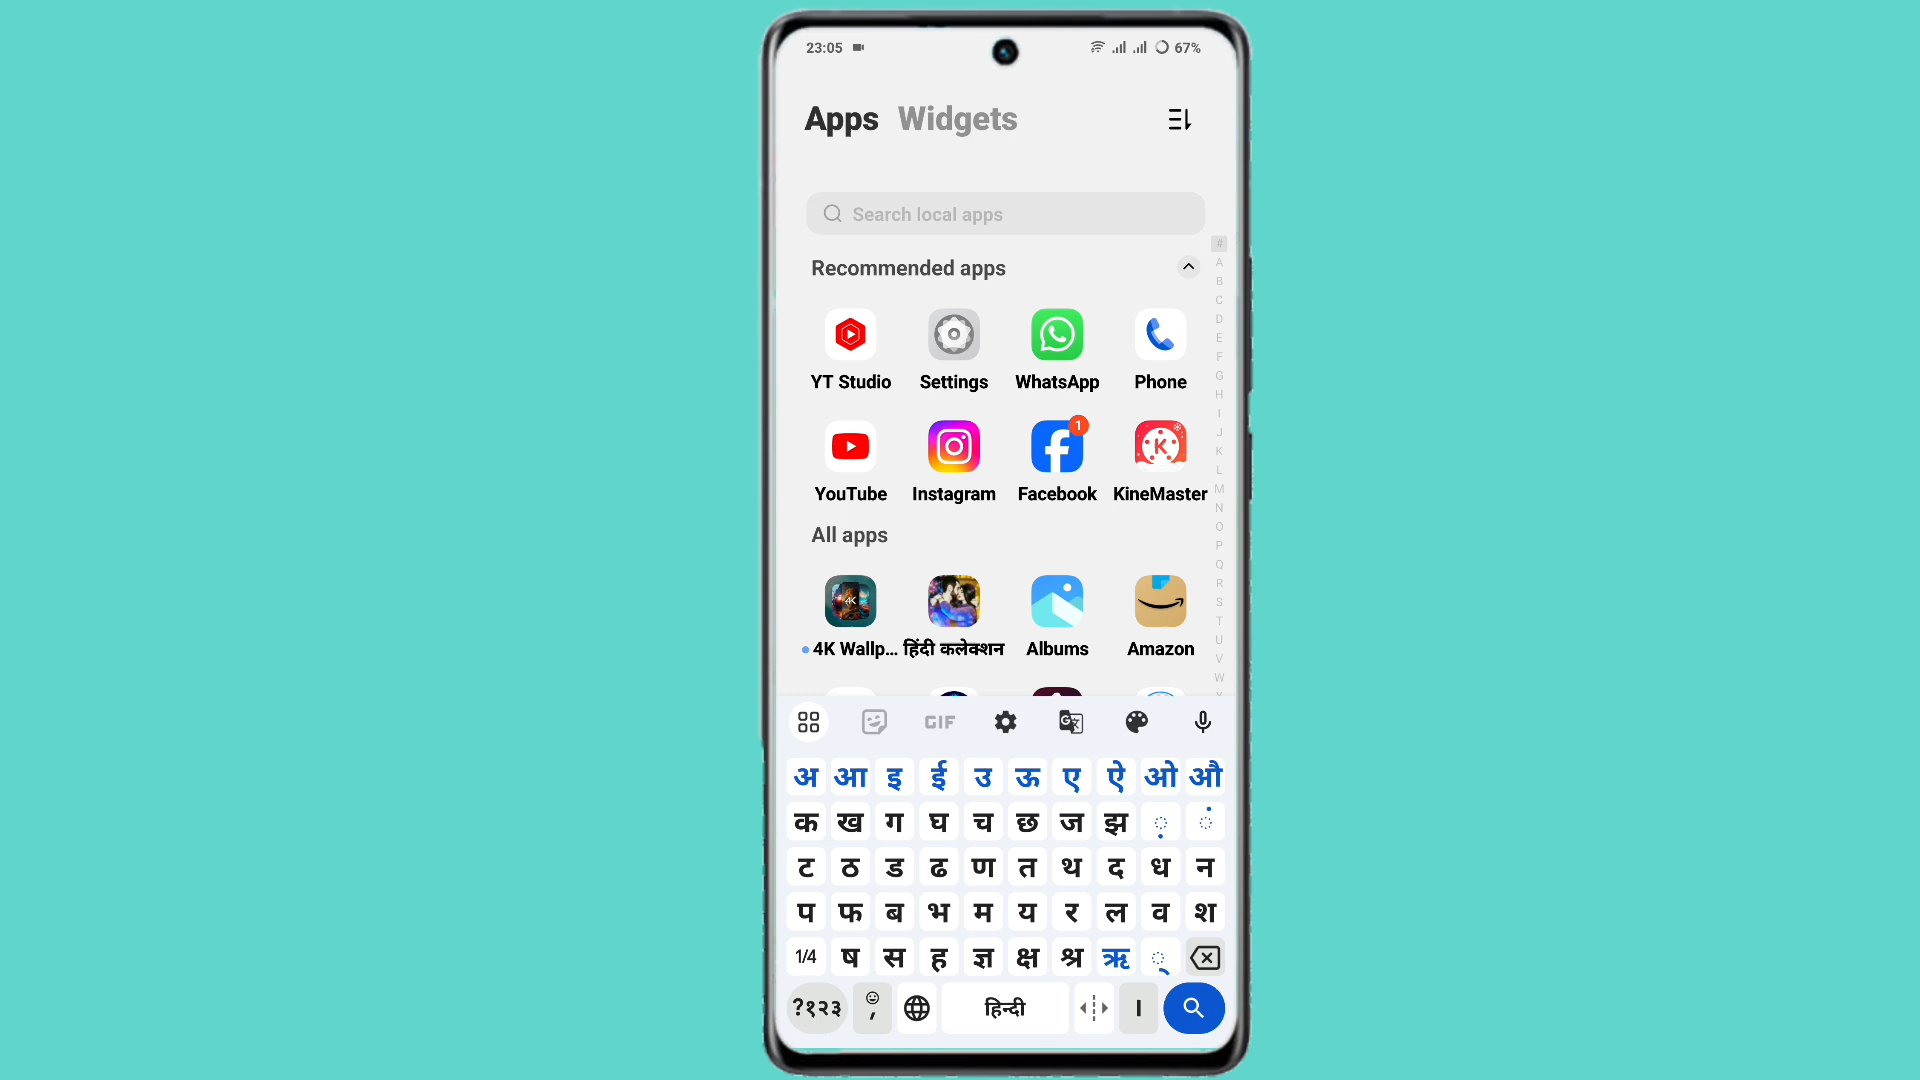 23:05 67%
Apps Widgets
Search local apps
Recommended apps
YT Studio Settings WhatsApp Phone
1
YouTube Instagram Facebook KineMaster
All apps
4K
4K Wallp... हिंदी कलेक्शन Albums Amazon
#
A
B
C
D
E
F
G
H
I
J
K
L
M
N
O
P
Q
R
S
T
U
V
W
GIF
अ आ इ ई उ ऊ ए ऐ ओ औ
क ख ग घ च छ ज झ ़ ं
ट ठ ड ढ ण त थ द ध न
प फ ब भ म य र ल व श
1/4 ष स ह ज्ञ क्ष श्र ऋ ्
?१२३ , हिन्दी ।